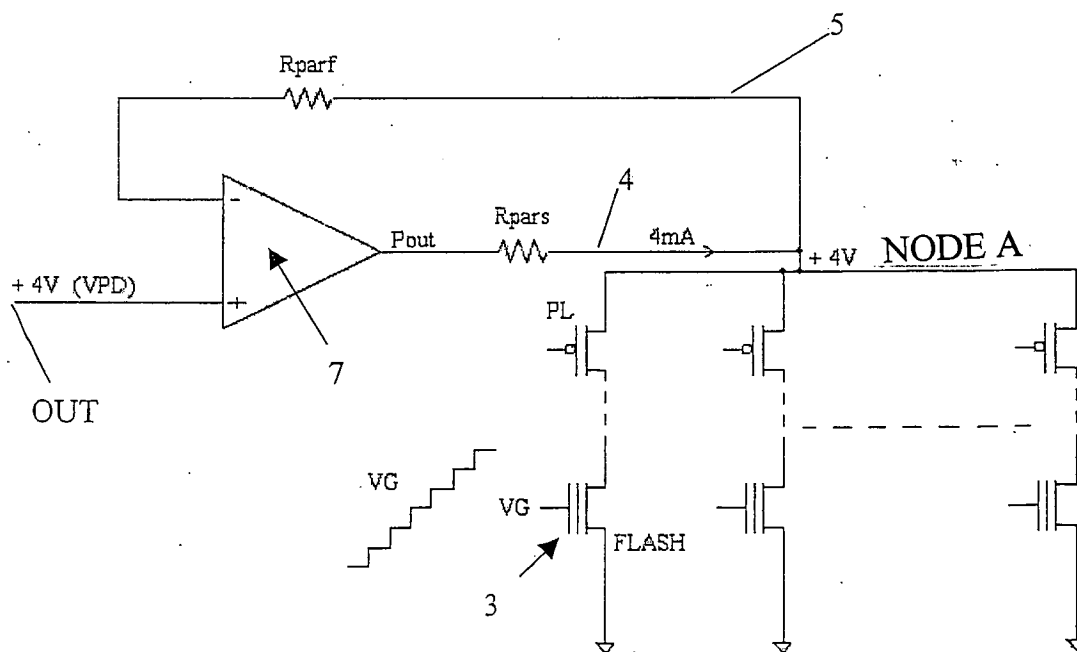 5
Rparf
4
-
Rpars
Pout
4mA
+ 4V
NODE A
+ 4V (VPD)
+
PL
7
OUT
VG
VG
FLASH
3